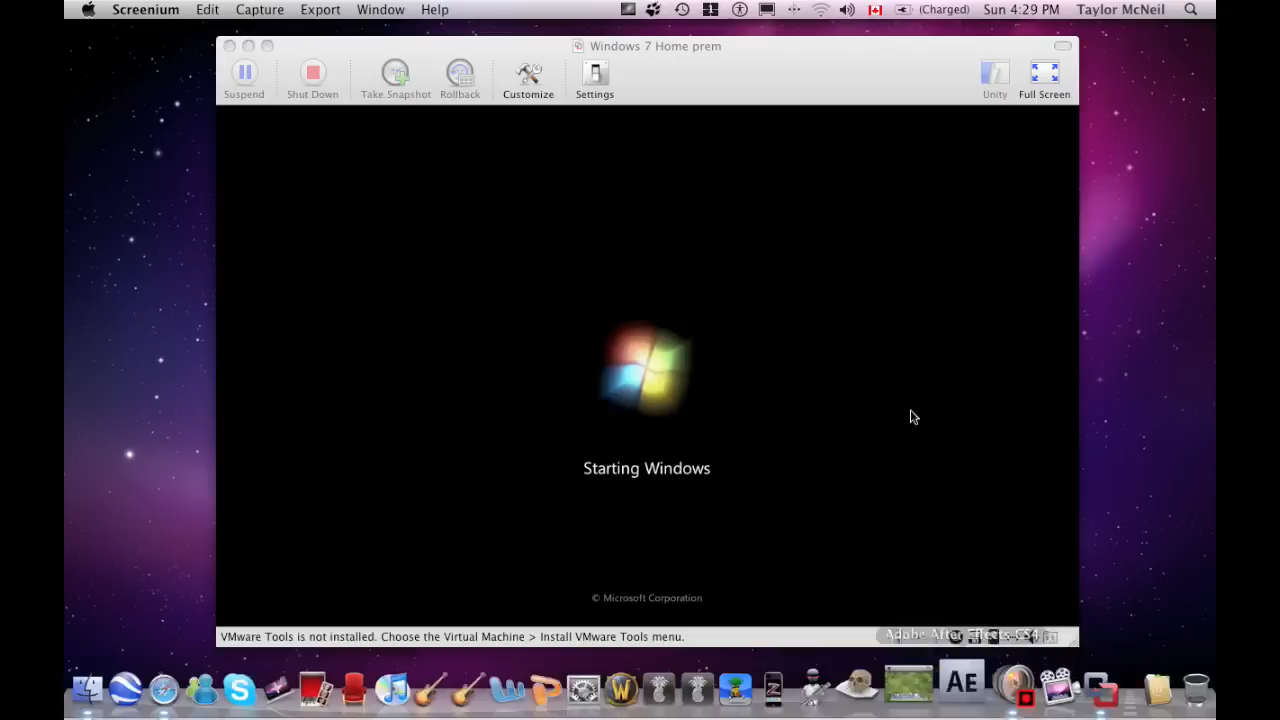 Screenium Edit Capture Export Window Help (Charged) Sun 4:29 PM Taylor McNeil
Windows 7 Home prem
Suspend Shut Down Take Snapshot Rollback Customize Settings Unity Full Screen
Starting Windows
© Microsoft Corporation
VMware Tools is not installed. Choose the Virtual Machine > Install VMware Tools menu.
Adobe After Effects CS4
AE